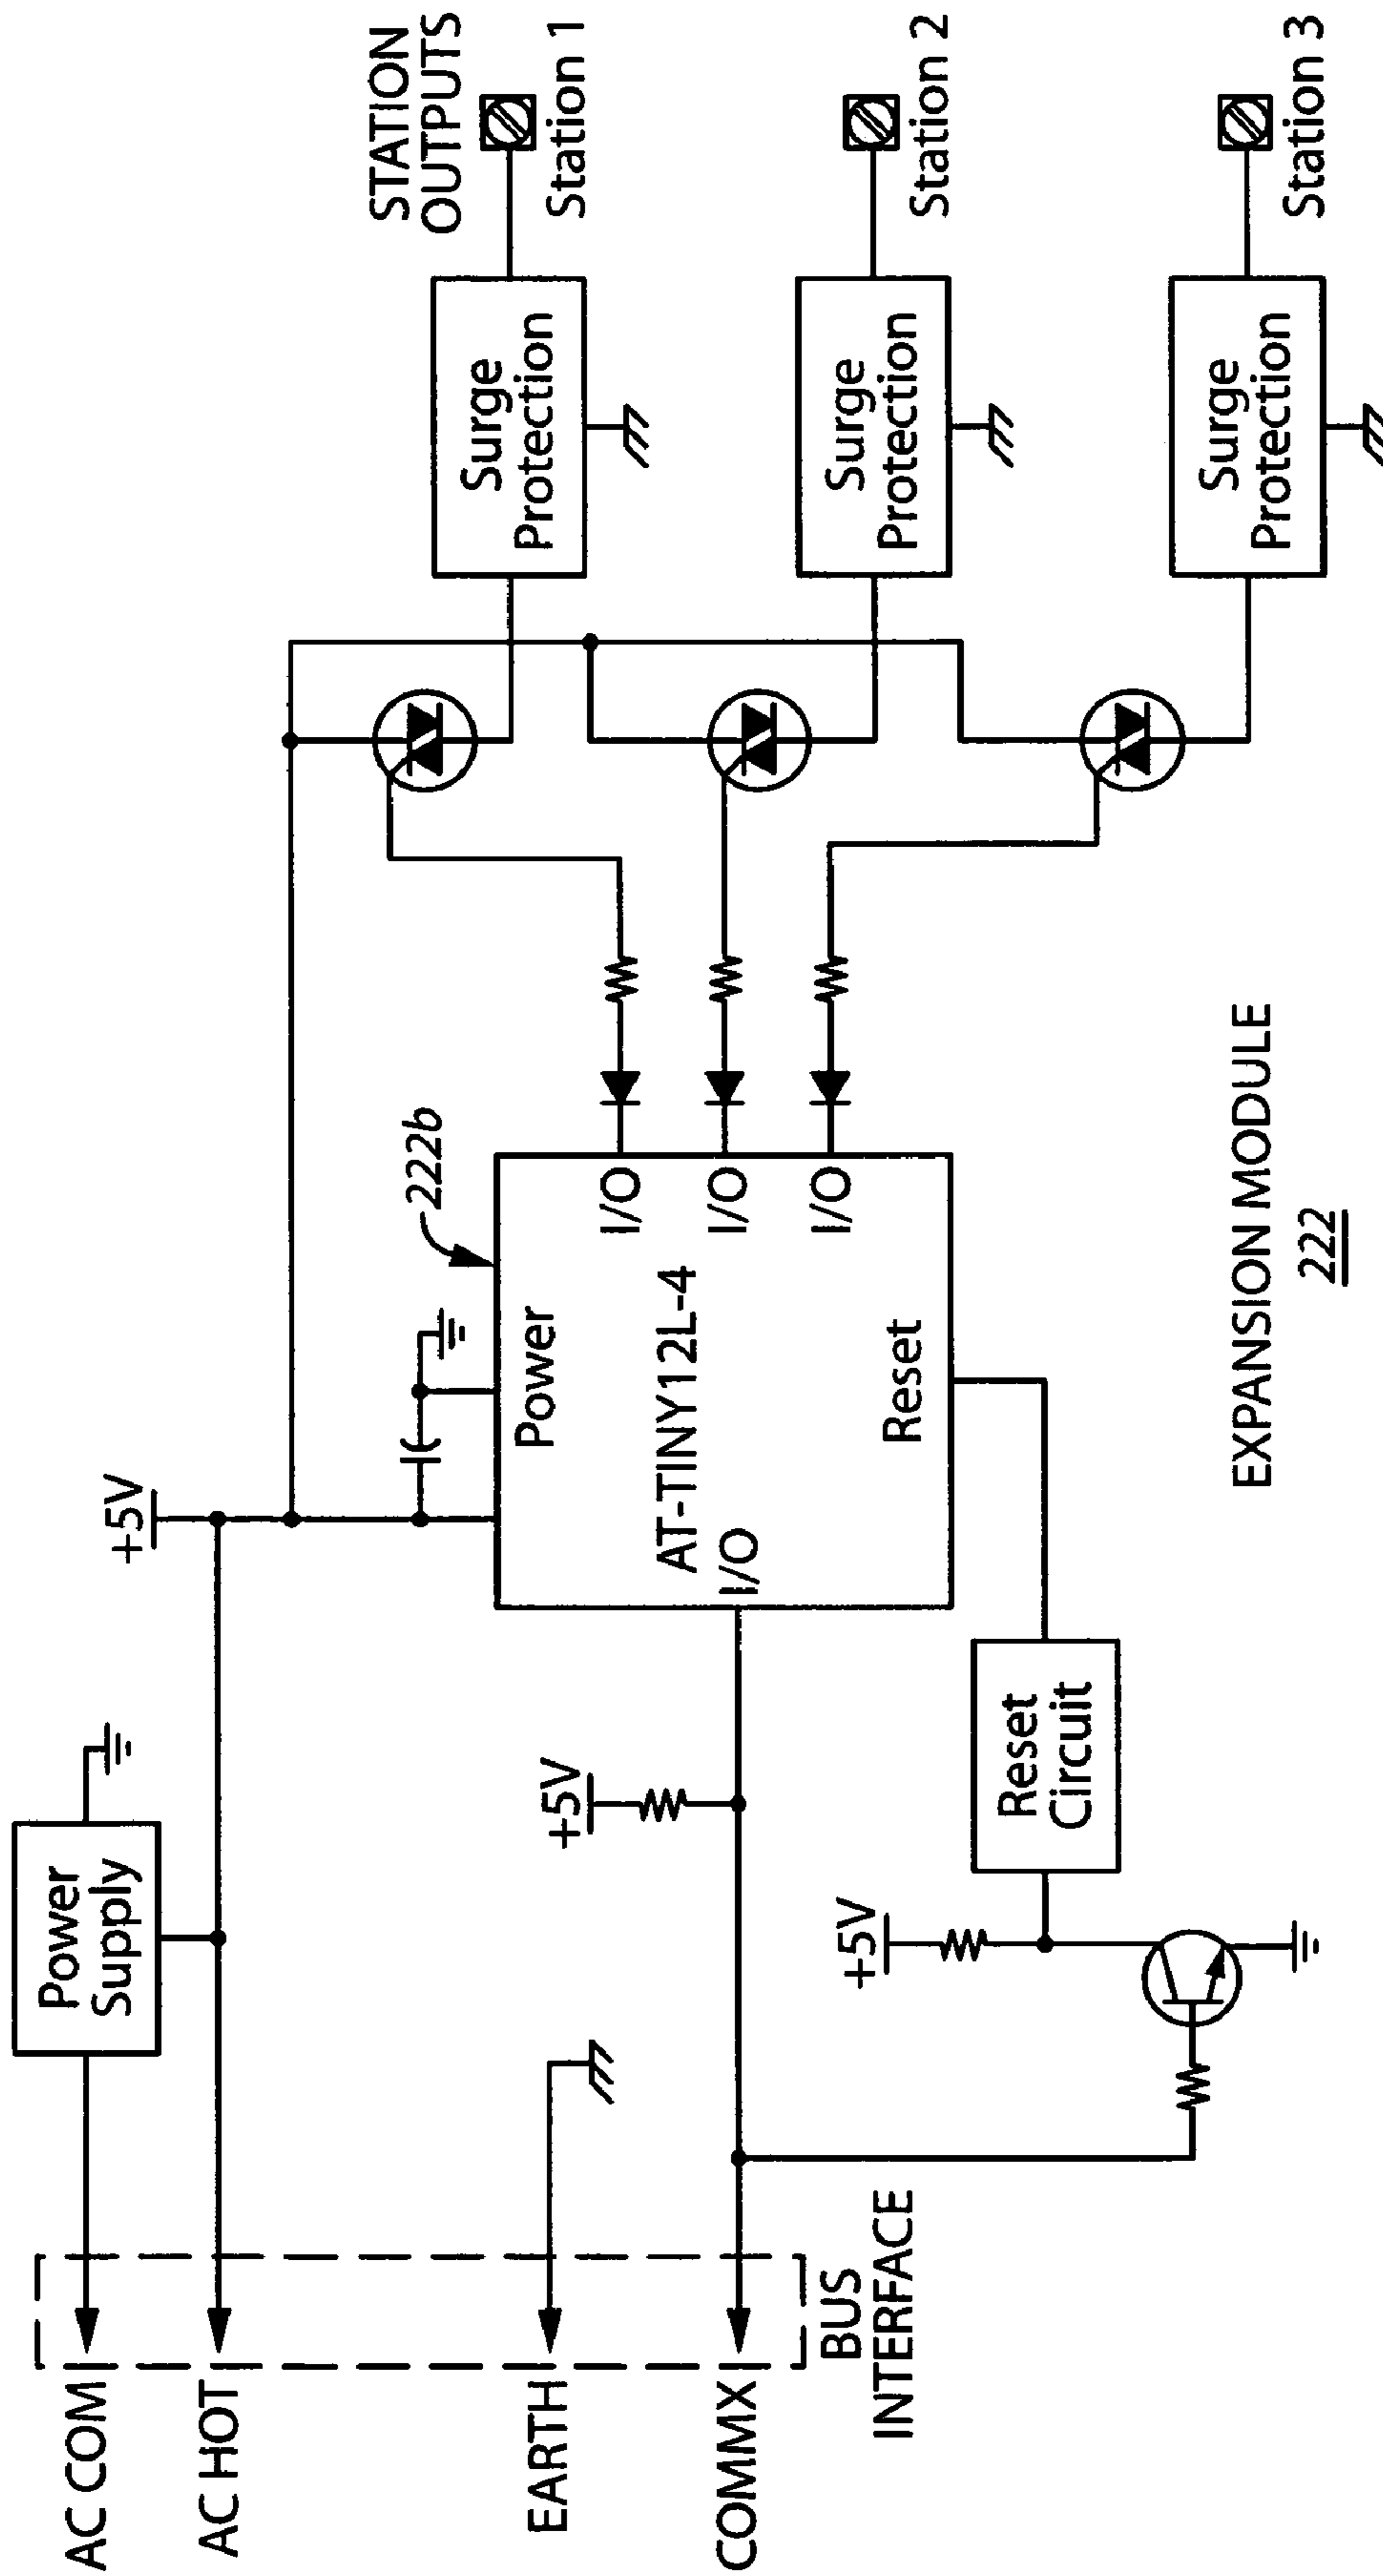 AC COM
AC HOT
EARTH
COMMX
BUS
INTERFACE
Power
Supply
+5V
+5V
+5V
Reset
Circuit
222b
Power
AT-TINY12L-4
I/O
I/O
I/O
I/O
Reset
Surge
Protection
Surge
Protection
Surge
Protection
STATION
OUTPUTS
Station 1
Station 2
Station 3
EXPANSION MODULE
222